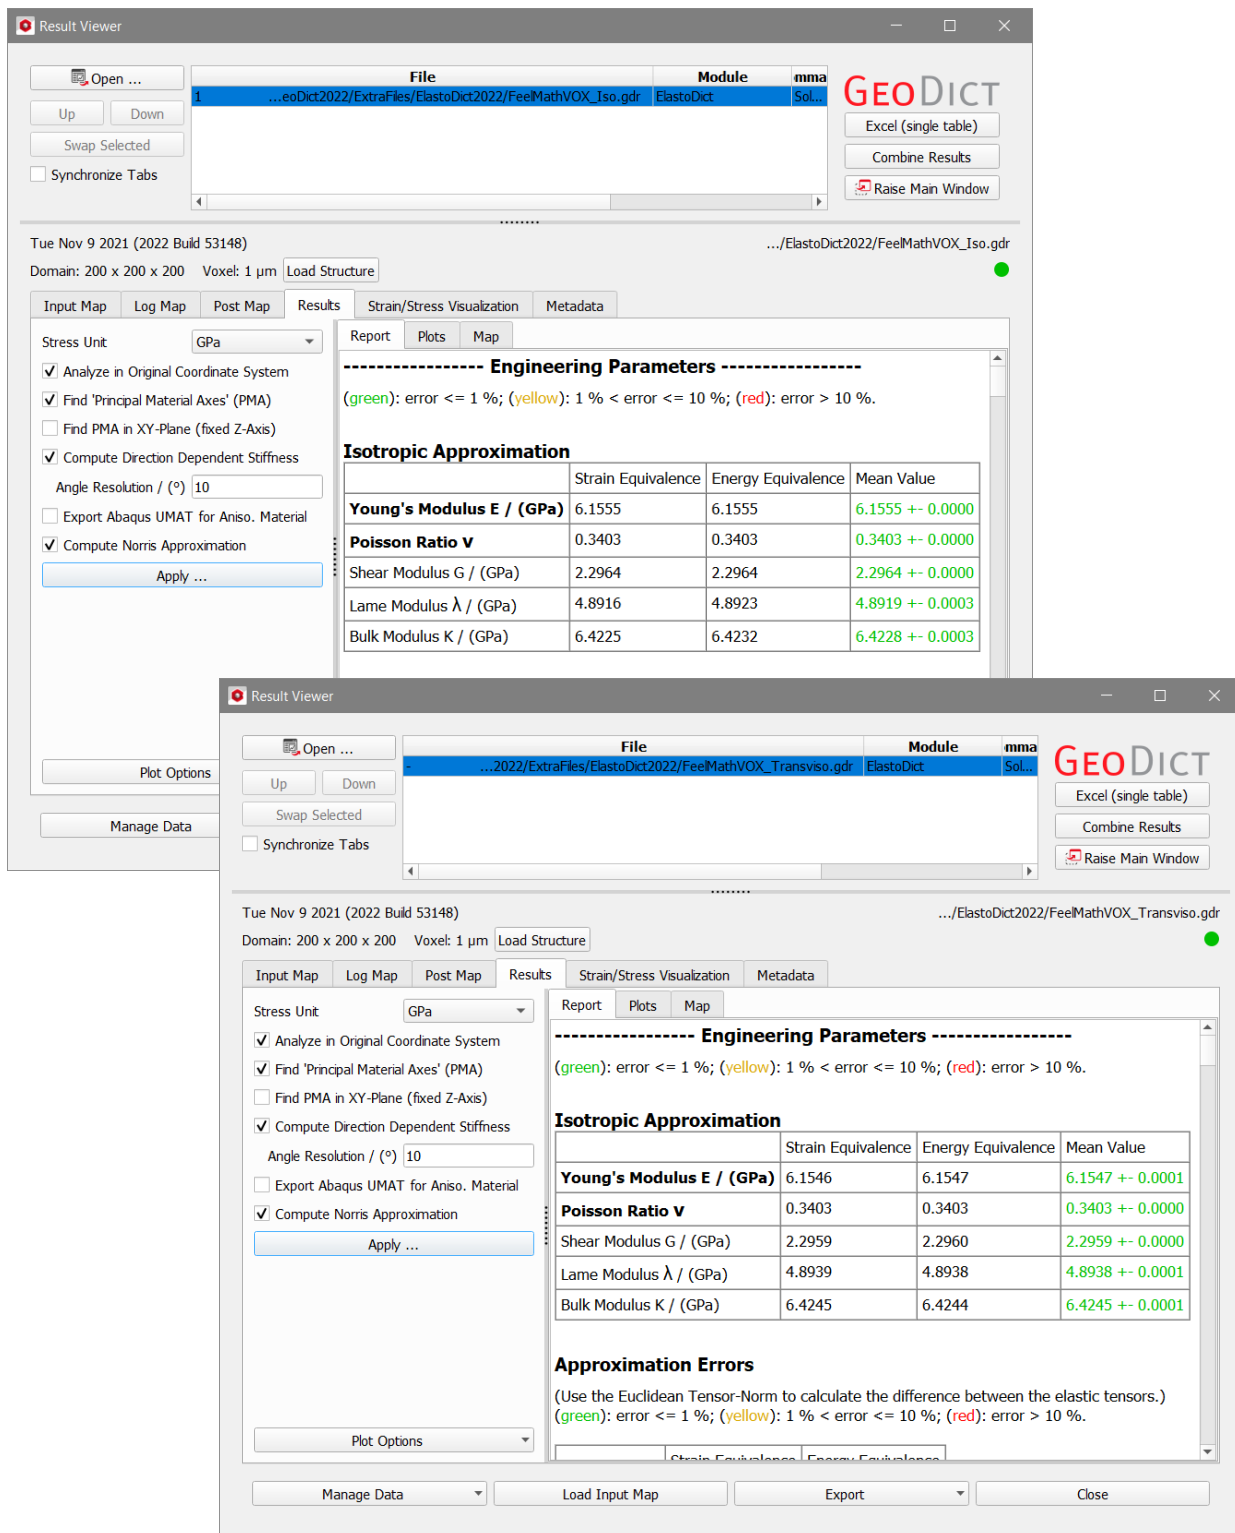 Result Viewer
Open ...
File Module omma
1 ...eoDict2022/ExtraFiles/ElastoDict2022/FeelMathVOX_Iso.gdr ElastoDict Sol...
GEODICT
Up Down
Excel (single table)
Swap Selected
Combine Results
Synchronize Tabs
Raise Main Window
Tue Nov 9 2021 (2022 Build 53148) .../ElastoDict2022/FeelMathVOX_Iso.gdr
Domain: 200 x 200 x 200 Voxel: 1 µm Load Structure
Input Map Log Map Post Map Results Strain/Stress Visualization Metadata
Stress Unit GPa
Analyze in Original Coordinate System
Find 'Principal Material Axes' (PMA)
Find PMA in XY-Plane (fixed Z-Axis)
Compute Direction Dependent Stiffness
Angle Resolution / (°) 10
Export Abaqus UMAT for Aniso. Material
Compute Norris Approximation
Apply ...
Plot Options
Manage Data
Report Plots Map
----------------- Engineering Parameters -----------------
(green): error <= 1 %; (yellow): 1 % < error <= 10 %; (red): error > 10 %.
Isotropic Approximation
Strain Equivalence Energy Equivalence Mean Value
Young's Modulus E / (GPa) 6.1555 6.1555 6.1555 +- 0.0000
Poisson Ratio ν 0.3403 0.3403 0.3403 +- 0.0000
Shear Modulus G / (GPa) 2.2964 2.2964 2.2964 +- 0.0000
Lame Modulus λ / (GPa) 4.8916 4.8923 4.8919 +- 0.0003
Bulk Modulus K / (GPa) 6.4225 6.4232 6.4228 +- 0.0003
Result Viewer
Open ...
File Module omma
- ...2022/ExtraFiles/ElastoDict2022/FeelMathVOX_Transviso.gdr ElastoDict Sol...
GEODICT
Up Down
Excel (single table)
Swap Selected
Combine Results
Synchronize Tabs
Raise Main Window
Tue Nov 9 2021 (2022 Build 53148) .../ElastoDict2022/FeelMathVOX_Transviso.gdr
Domain: 200 x 200 x 200 Voxel: 1 µm Load Structure
Input Map Log Map Post Map Results Strain/Stress Visualization Metadata
Stress Unit GPa
Analyze in Original Coordinate System
Find 'Principal Material Axes' (PMA)
Find PMA in XY-Plane (fixed Z-Axis)
Compute Direction Dependent Stiffness
Angle Resolution / (°) 10
Export Abaqus UMAT for Aniso. Material
Compute Norris Approximation
Apply ...
Plot Options
Report Plots Map
----------------- Engineering Parameters -----------------
(green): error <= 1 %; (yellow): 1 % < error <= 10 %; (red): error > 10 %.
Isotropic Approximation
Strain Equivalence Energy Equivalence Mean Value
Young's Modulus E / (GPa) 6.1546 6.1547 6.1547 +- 0.0001
Poisson Ratio ν 0.3403 0.3403 0.3403 +- 0.0000
Shear Modulus G / (GPa) 2.2959 2.2960 2.2959 +- 0.0000
Lame Modulus λ / (GPa) 4.8939 4.8938 4.8938 +- 0.0001
Bulk Modulus K / (GPa) 6.4245 6.4244 6.4245 +- 0.0001
Approximation Errors
(Use the Euclidean Tensor-Norm to calculate the difference between the elastic tensors.)
(green): error <= 1 %; (yellow): 1 % < error <= 10 %; (red): error > 10 %.
Strain Equivalence Energy Equivalence
Manage Data Load Input Map Export Close